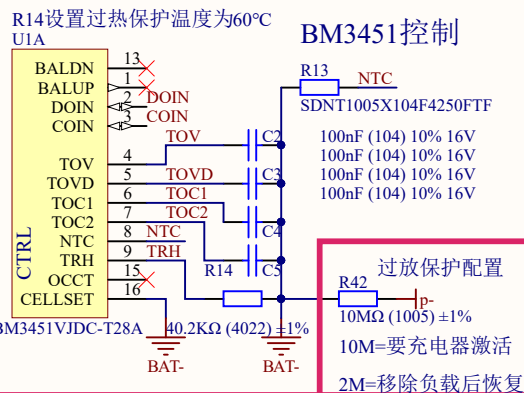 R14设置过热保护温度为60℃
U1A
BM3451控制
BALDN 13
BALUP 1
DOIN 2 DOIN
COIN 3 COIN
TOV 4 TOV
TOVD 5 TOVD
TOC1 6 TOC1
TOC2 7 TOC2
NTC 8 NTC
TRH 9 TRH
OCCT 15
CELLSET 16
CTRL
BM3451VJDC-T28A
R13 NTC
SDNT1005X104F4250FTF
C2 100nF (104) 10% 16V
C3 100nF (104) 10% 16V
C4 100nF (104) 10% 16V
C5 100nF (104) 10% 16V
R14
40.2KΩ (4022) ±1%
BAT-
BAT-
过放保护配置
R42 p-
10MΩ (1005) ±1%
10M=要充电器激活
2M=移除负载后恢复